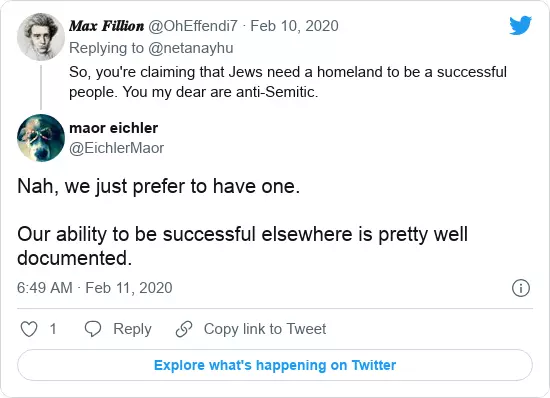 Max Fillion @OhEffendi7 · Feb 10, 2020
Replying to @netanayhu
So, you're claiming that Jews need a homeland to be a successful
people. You my dear are anti-Semitic.
maor eichler
@EichlerMaor
Nah, we just prefer to have one.
Our ability to be successful elsewhere is pretty well
documented.
6:49 AM · Feb 11, 2020
1 Reply Copy link to Tweet
Explore what's happening on Twitter